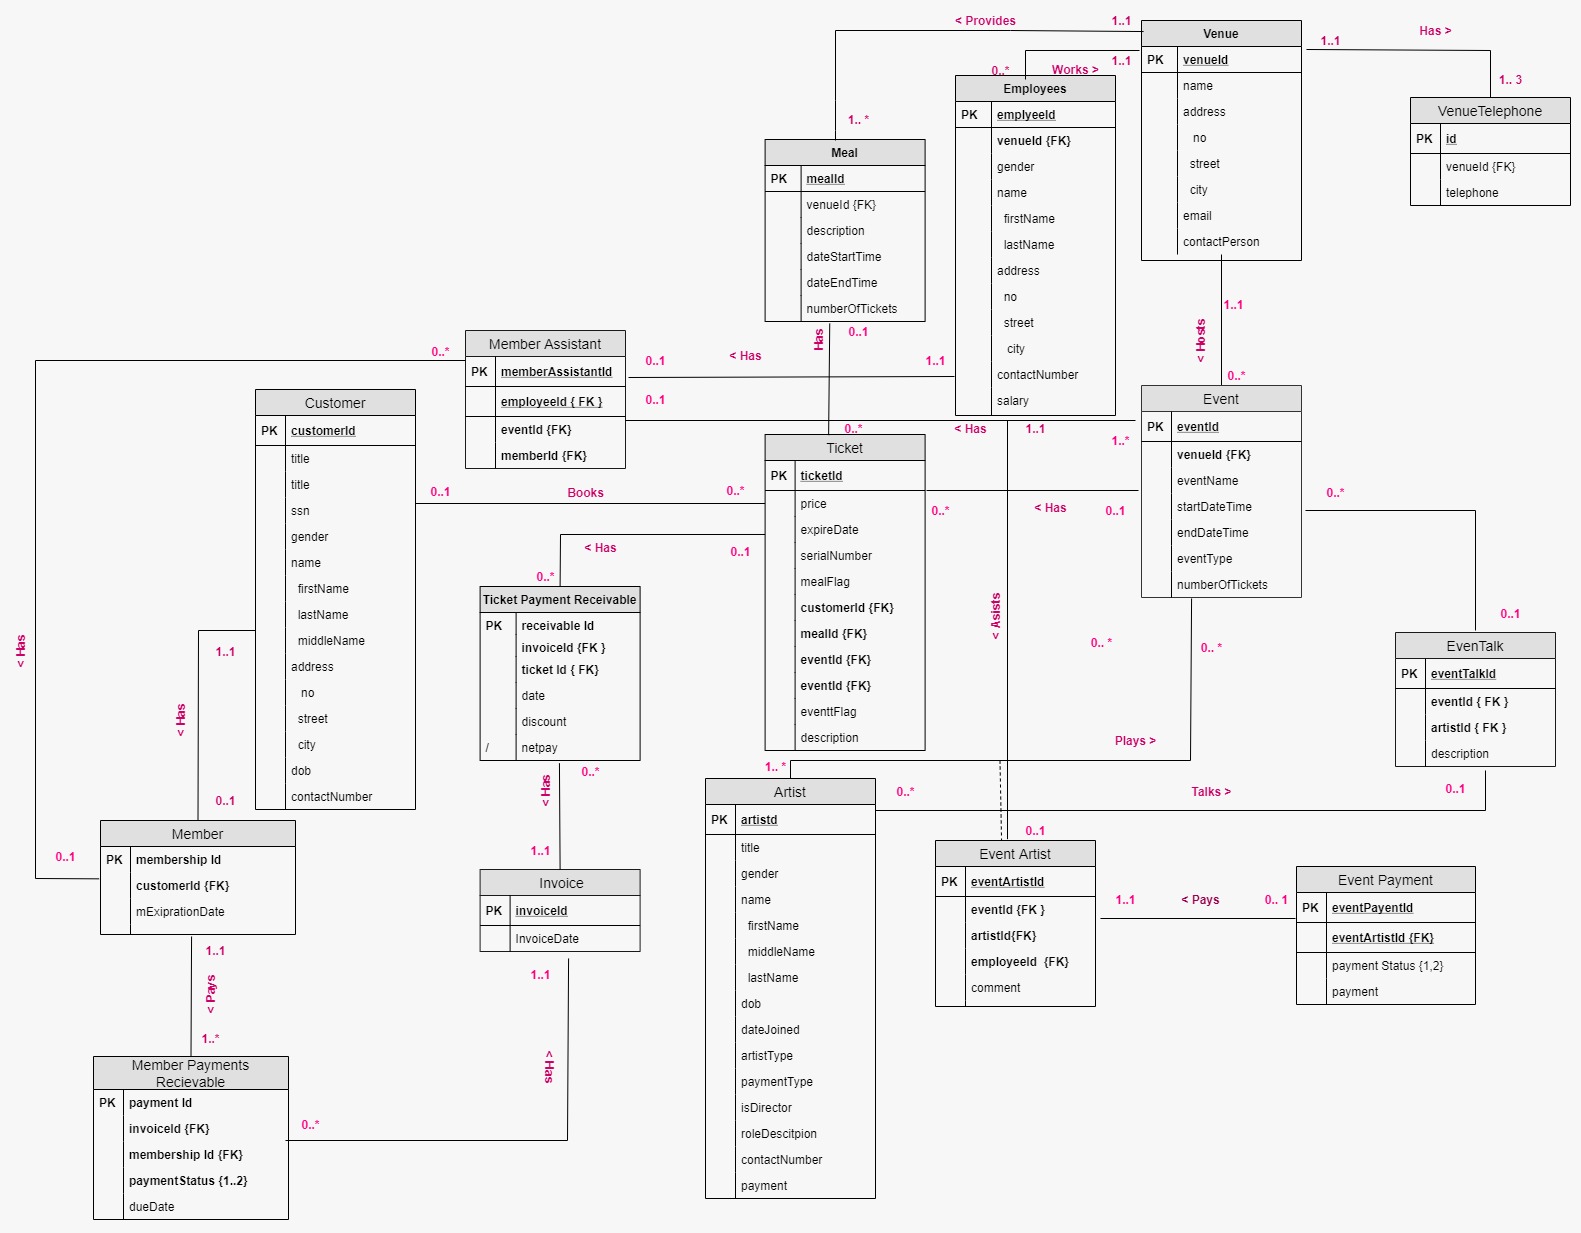 < Provides
1..1
Venue
PK venueId
name
address
no
street
city
email
contactPerson
1..1
Has >
1.. 3
VenueTelephone
PK id
venueId {FK}
telephone
1..1
Works >
0..*
Employees
PK emplyeeId
venueId {FK}
gender
name
firstName
lastName
address
no
street
city
contactNumber
salary
1.. *
Meal
PK mealId
venueId {FK}
description
dateStartTime
dateEndTime
numberOfTickets
Has
0..1
0..*
1..1
< Hosts
0..*
Member Assistant
PK memberAssistantId
employeeId { FK }
eventId {FK}
memberId {FK}
0..*
0..1
< Has
1..1
0..1
< Has
1..1
1..*
Customer
PK customerId
title
title
ssn
gender
name
firstName
lastName
middleName
address
no
street
city
dob
contactNumber
0..1
Books
0..*
Ticket
PK ticketId
price
expireDate
serialNumber
mealFlag
customerId {FK}
mealId {FK}
eventId {FK}
eventId {FK}
eventtFlag
description
0..*
< Has
0..1
Event
PK eventId
venueId {FK}
eventName
startDateTime
endDateTime
eventType
numberOfTickets
0..*
0..1
EvenTalk
PK eventTalkId
eventId { FK }
artistId { FK }
description
0..1
< Has
0..1
0..*
Ticket Payment Receivable
PK receivable Id
invoiceId {FK }
ticket Id { FK}
date
discount
/ netpay
0..*
< Has
1..1
< Has
1..1
< Has
0..1
0..1
< Asists
0.. *
0.. *
Plays >
1.. *
Artist
PK artistd
title
gender
name
firstName
middleName
lastName
dob
dateJoined
artistType
paymentType
isDirector
roleDescitpion
contactNumber
payment
0..*
Talks >
0..1
Event Artist
PK eventArtistId
eventId {FK }
artistId{FK}
employeeId {FK}
comment
1..1
< Pays
0.. 1
Event Payment
PK eventPayentId
eventArtistId {FK}
payment Status {1,2}
payment
Member
PK membership Id
customerId {FK}
mExiprationDate
Invoice
PK invoiceId
InvoiceDate
1..1
< Pays
1..*
1..1
< Has
0..*
Member Payments
Recievable
PK payment Id
invoiceId {FK}
membership Id {FK}
paymentStatus {1..2}
dueDate